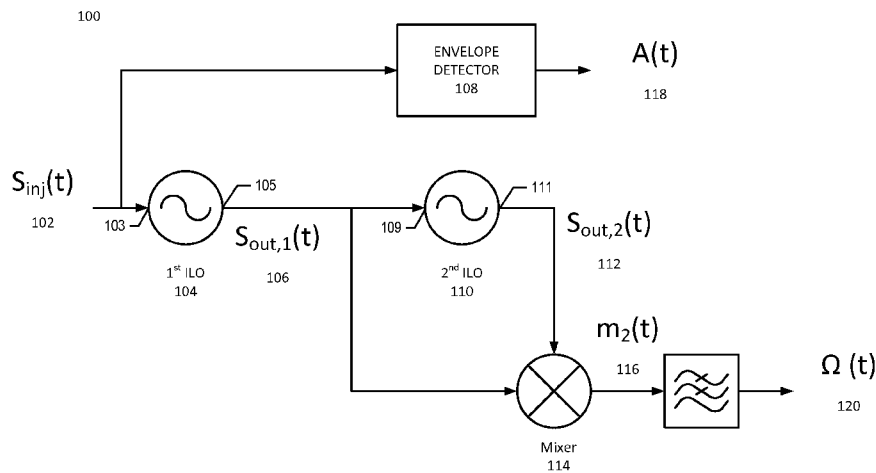 100
ENVELOPE
DETECTOR
108
A(t)
118
S_inj(t)
102
103
105
1st ILO
104
S_out,1(t)
106
109
111
2nd ILO
110
S_out,2(t)
112
m_2(t)
116
Mixer
114
Ω (t)
120